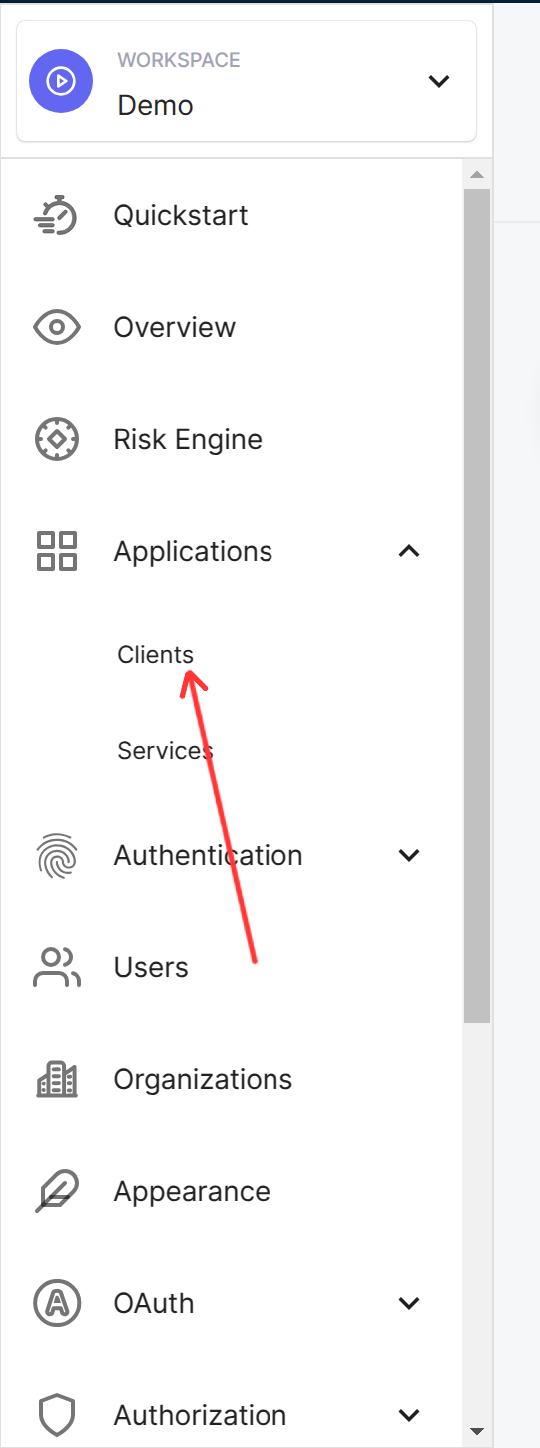 WORKSPACE
Demo
Quickstart
Overview
Risk Engine
Applications
Clients
Services
Authentication
Users
Organizations
Appearance
OAuth
Authorization